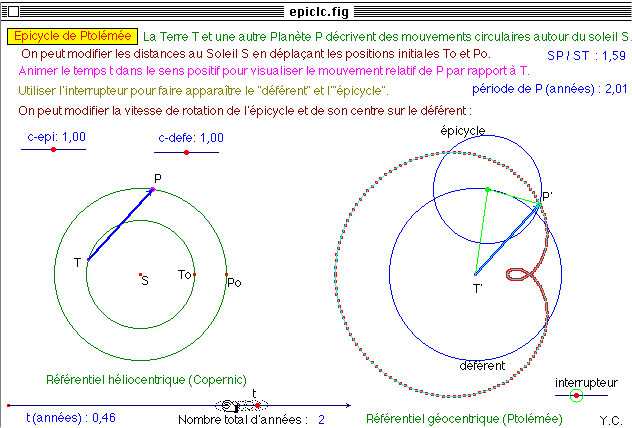 epiclc.fig
Epicycle de Ptolémée La Terre T et une autre Planète P décrivent des mouvements circulaires autour du soleil S.
On peut modifier les distances au Soleil S en déplaçant les positions initiales To et Po. SP / ST : 1,59
Animer le temps t dans le sens positif pour visualiser le mouvement relatif de P par rapport à T.
Utiliser l'interrupteur pour faire apparaître le "déférent" et l'"épicycle". période de P (années) : 2,01
On peut modifier la vitesse de rotation de l'épicycle et de son centre sur le déférent :
c-epi: 1,00 c-defe: 1,00
épicycle
P
P'
T
S
To
Po
T'
déférent
Référentiel héliocentrique (Copernic)
interrupteur
t
t (années) : 0,46
Nombre total d'années : 2
Référentiel géocentrique (Ptolémée)
Y.C.